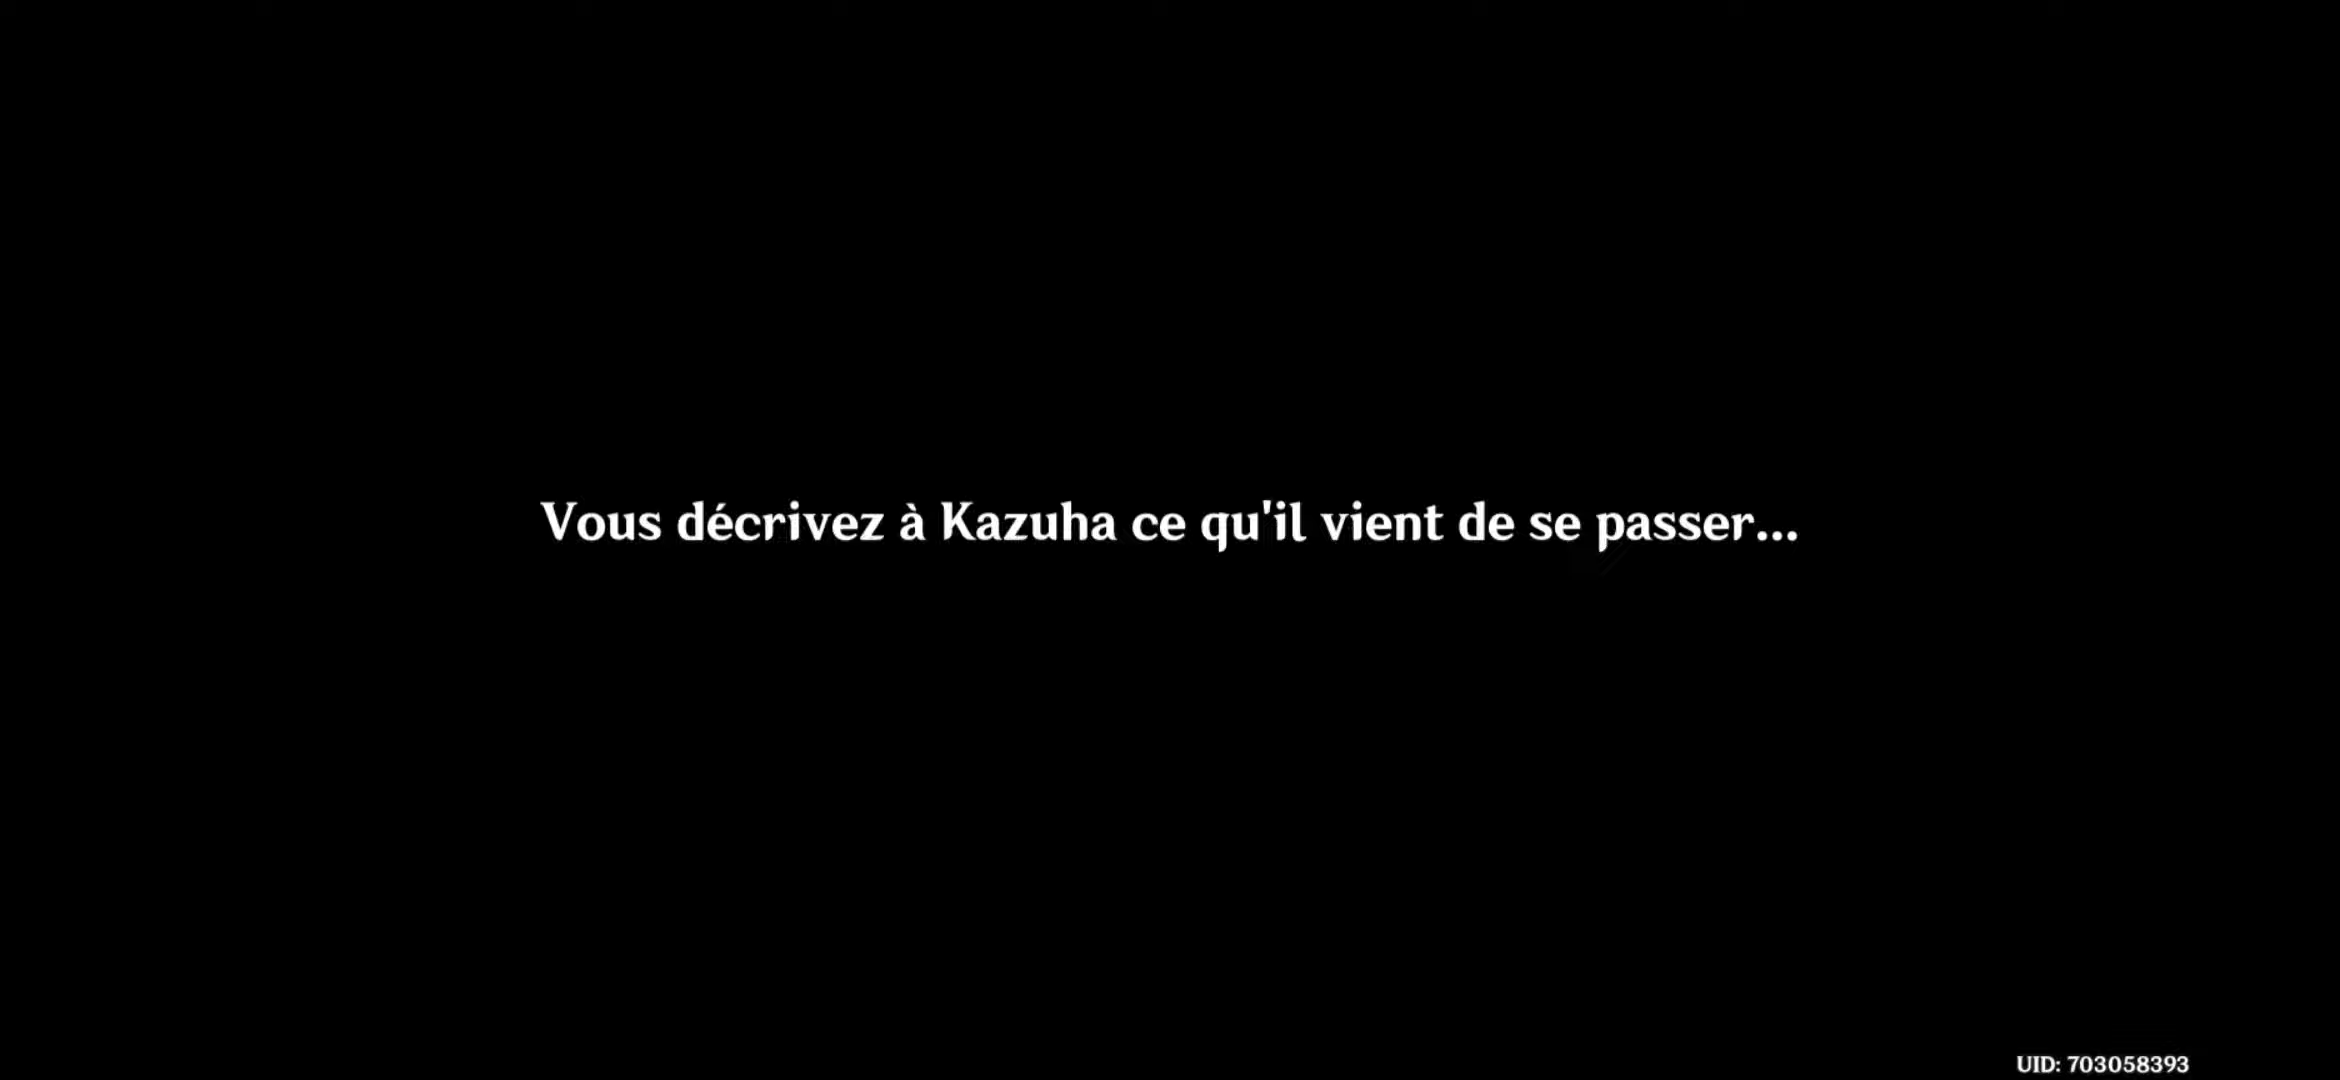 Vous décrivez à Kazuha ce qu'il vient de se passer...
UID: 703058393